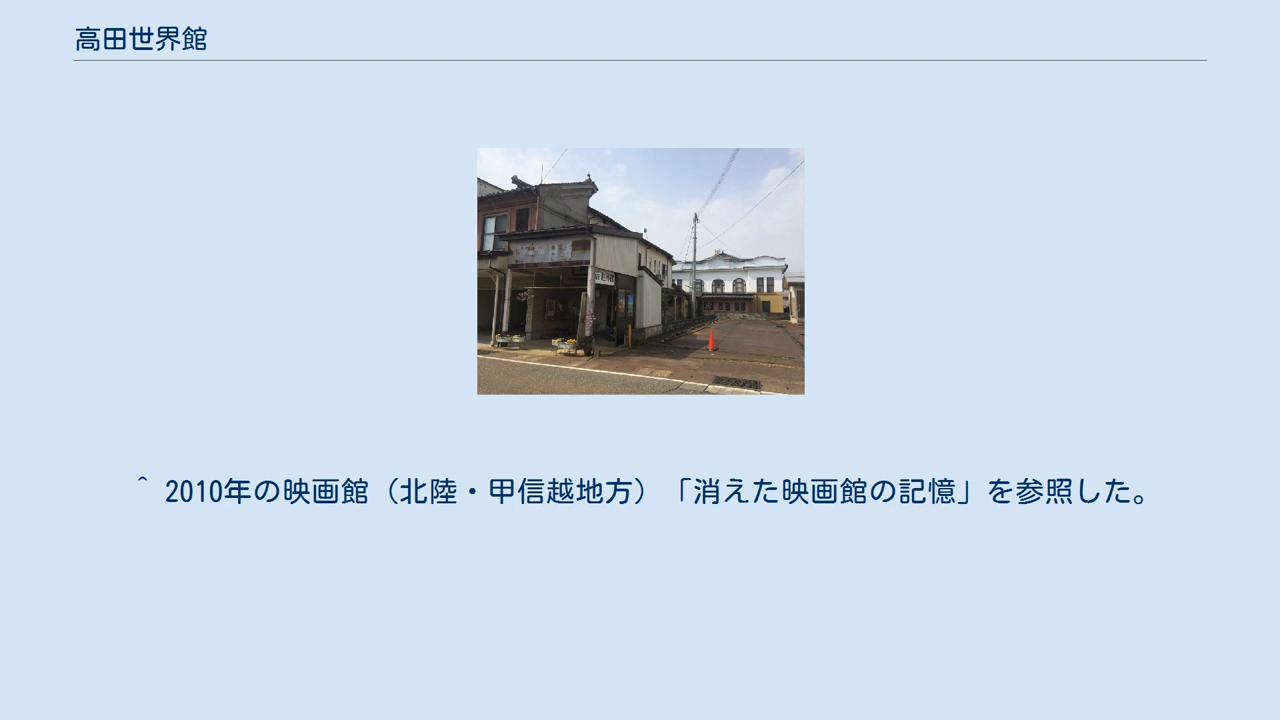 高田世界館
^ 2010年の映画館（北陸・甲信越地方）「消えた映画館の記憶」を参照した。